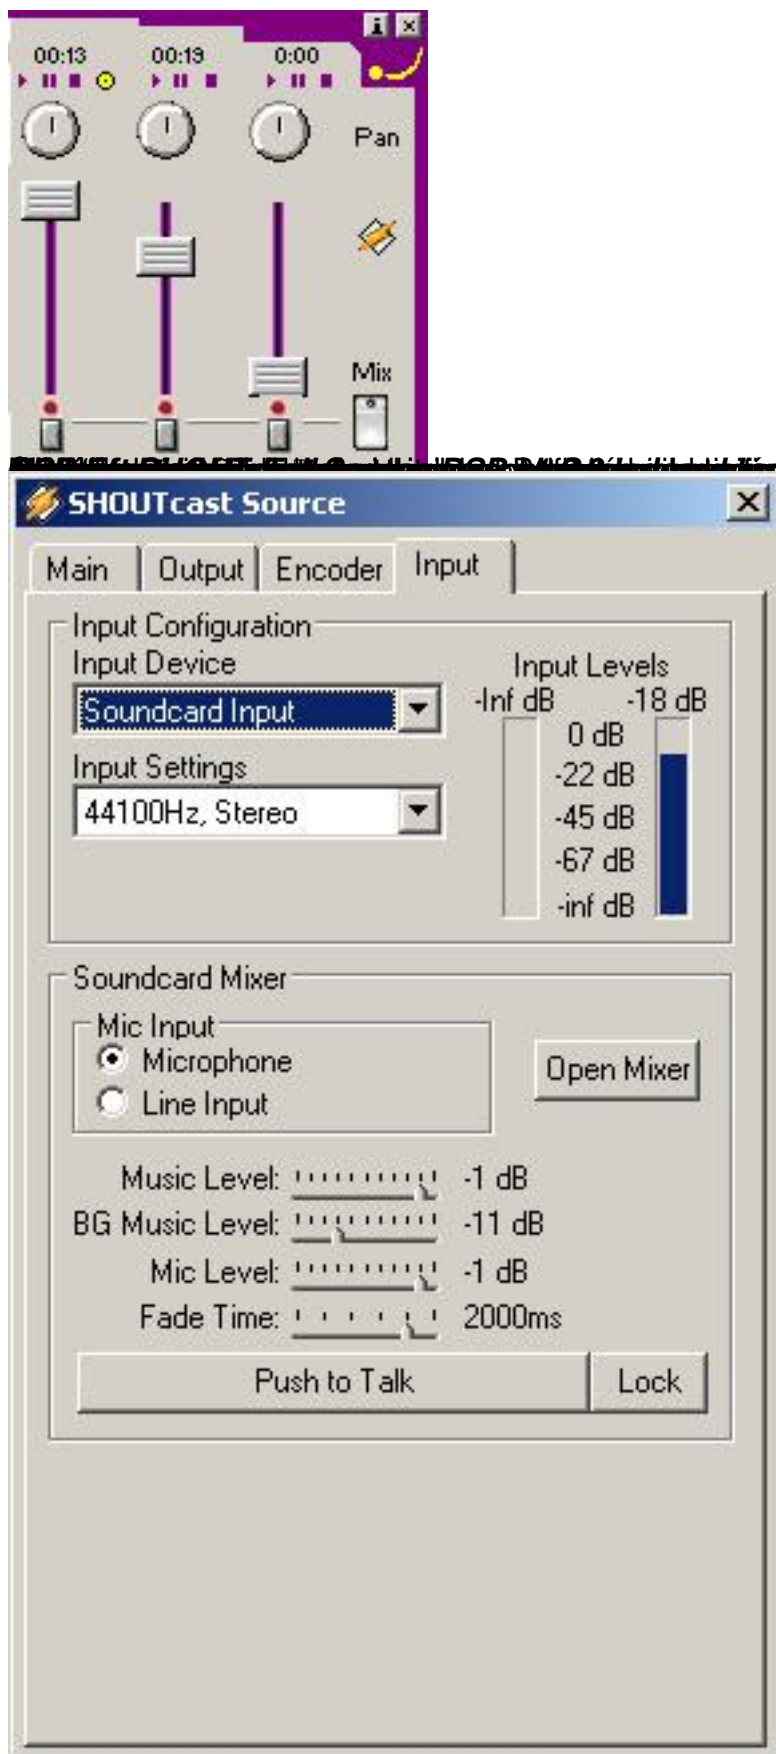 00:13 00:19 0:00
Pan
Mix
SHOUTcast Source
Main Output Encoder Input
Input Configuration
Input Device Input Levels
Soundcard Input -Inf dB -18 dB
0 dB
Input Settings -22 dB
44100Hz, Stereo -45 dB
-67 dB
-inf dB
Soundcard Mixer
Mic Input
Microphone Open Mixer
Line Input
Music Level: -1 dB
BG Music Level: -11 dB
Mic Level: -1 dB
Fade Time: 2000ms
Push to Talk Lock